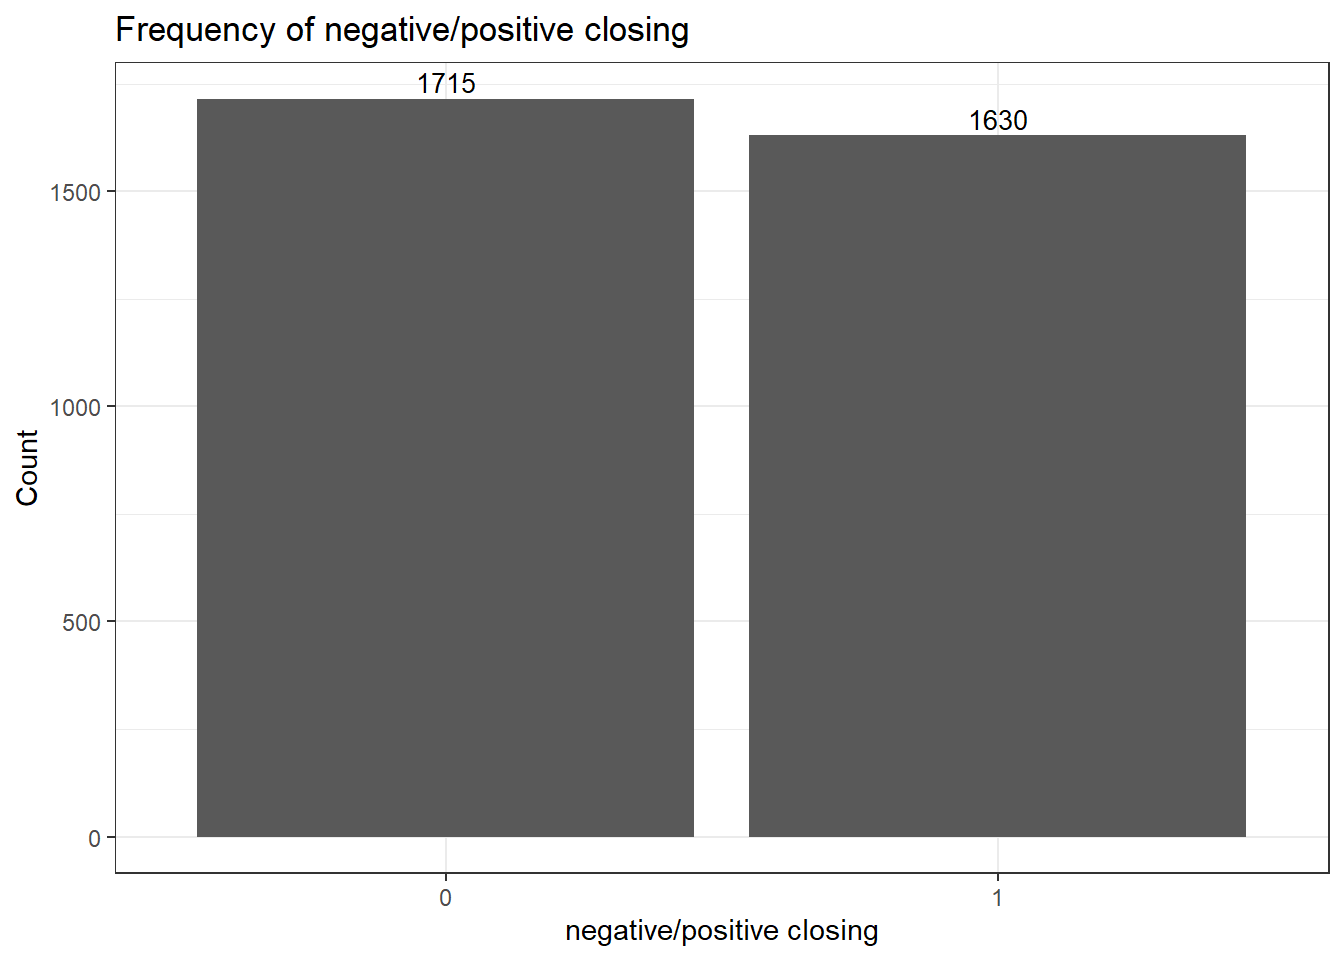 Frequency of negative/positive closing
1715
1630
1500
1000
500
0
Count
0
1
negative/positive closing